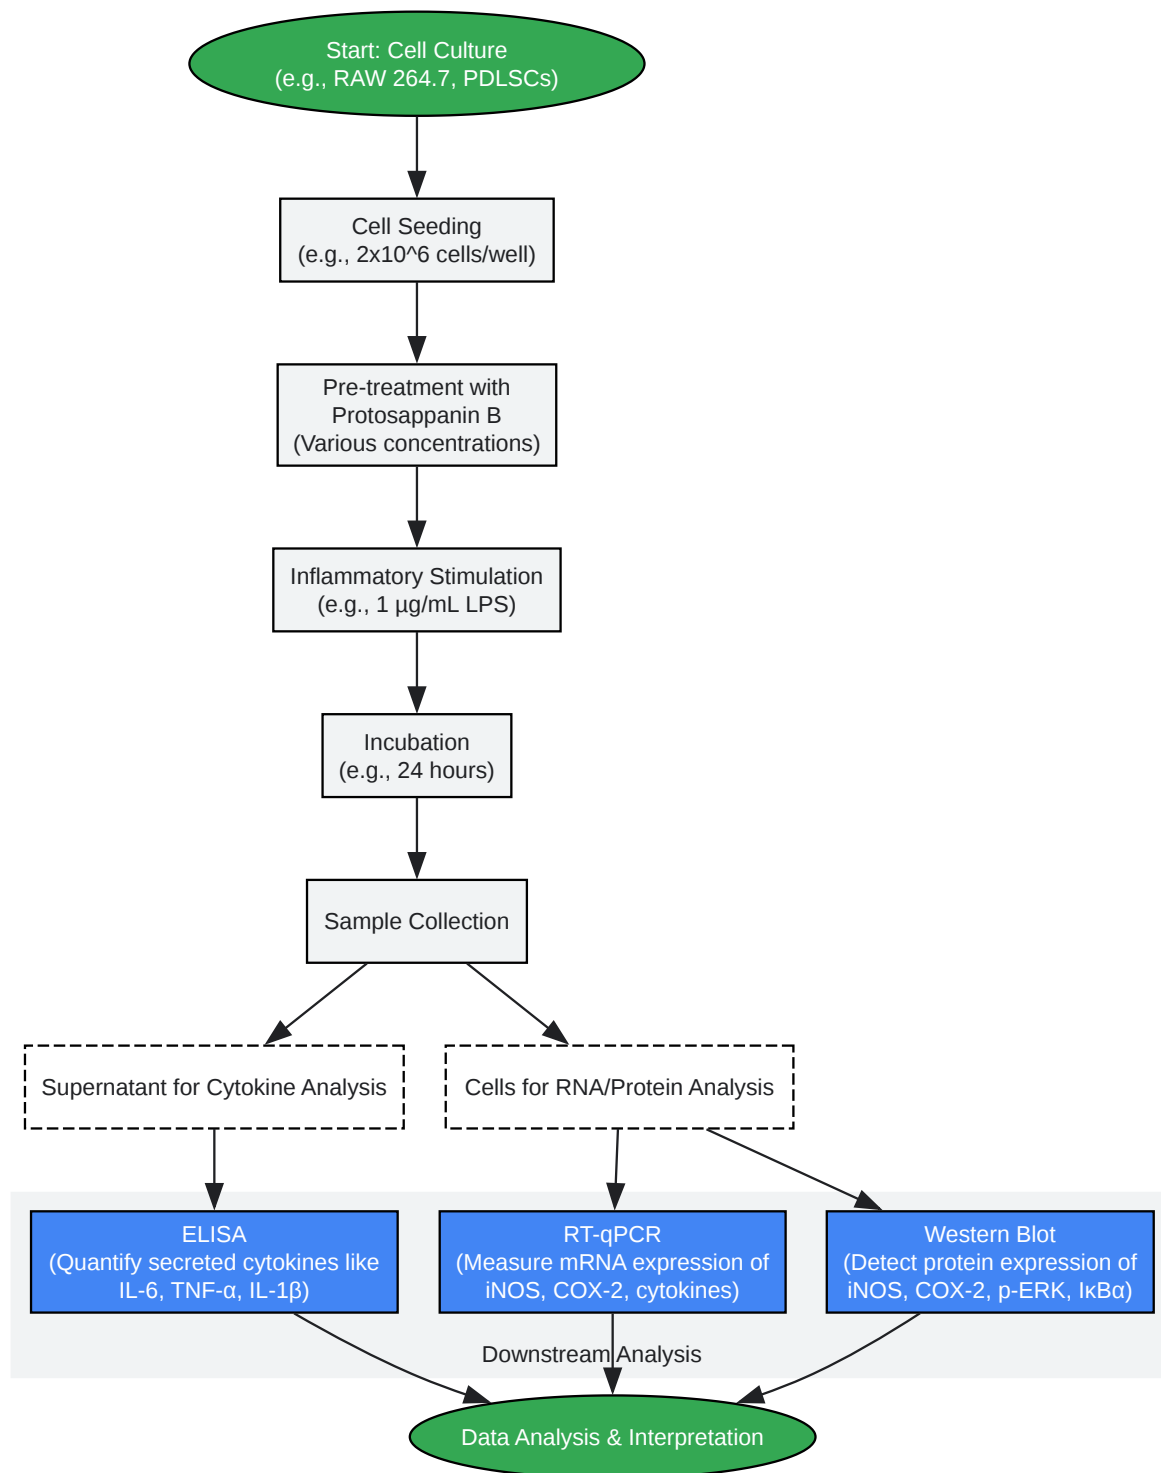 Start: Cell Culture
(e.g., RAW 264.7, PDLSCs)
Cell Seeding
(e.g., 2x10^6 cells/well)
Pre-treatment with
Protosappanin B
(Various concentrations)
Inflammatory Stimulation
(e.g., 1 µg/mL LPS)
Incubation
(e.g., 24 hours)
Sample Collection
Supernatant for Cytokine Analysis
Cells for RNA/Protein Analysis
ELISA
(Quantify secreted cytokines like
IL-6, TNF-α, IL-1β)
RT-qPCR
(Measure mRNA expression of
iNOS, COX-2, cytokines)
Western Blot
(Detect protein expression of
iNOS, COX-2, p-ERK, IκBα)
Downstream Analysis
Data Analysis & Interpretation